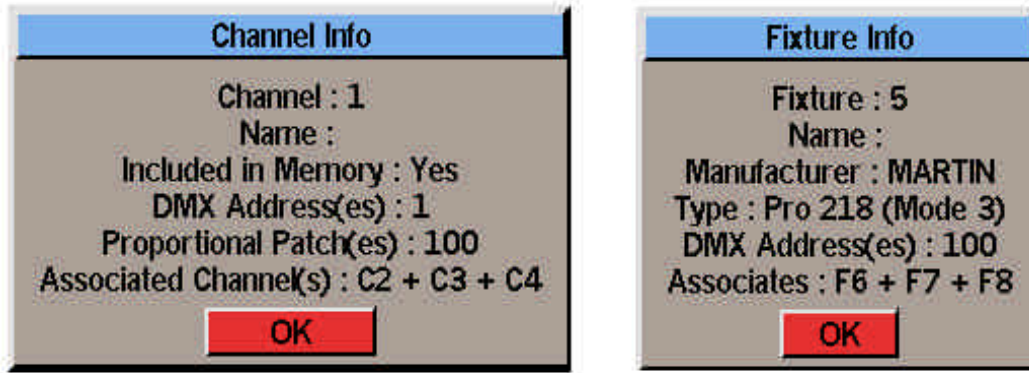 Channel Info
Channel : 1
Name :
Included in Memory : Yes
DMX Address(es) : 1
Proportional Patch(es) : 100
Associated Channel(s) : C2 + C3 + C4
OK
Fixture Info
Fixture : 5
Name :
Manufacturer : MARTIN
Type : Pro 218 (Mode 3)
DMX Address(es) : 100
Associates : F6 + F7 + F8
OK